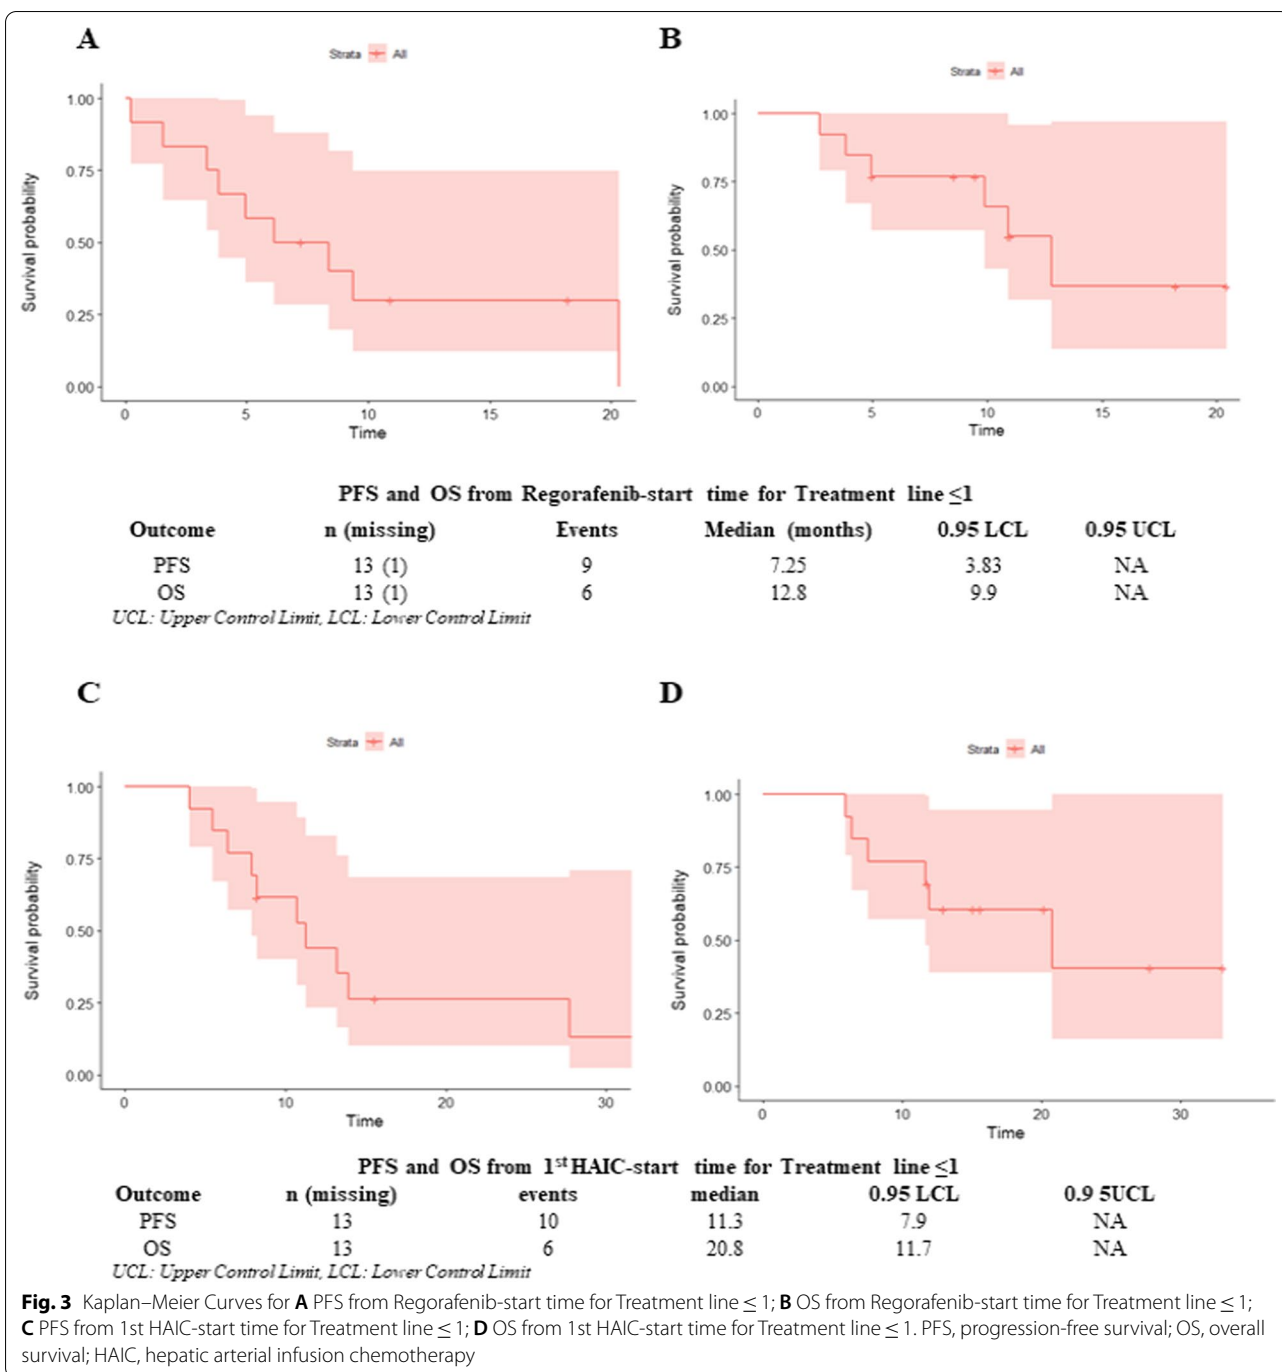 A
B
Strata All
Strata All
Survival probability
1.00
0.75
0.50
0.25
0.00
0 5 10 15 20
Time
Survival probability
1.00
0.75
0.50
0.25
0.00
0 5 10 15 20
Time
PFS and OS from Regorafenib-start time for Treatment line ≤1
Outcome n (missing) Events Median (months) 0.95 LCL 0.95 UCL
PFS 13 (1) 9 7.25 3.83 NA
OS 13 (1) 6 12.8 9.9 NA
UCL: Upper Control Limit, LCL: Lower Control Limit
C
D
Strata All
Strata All
Survival probability
1.00
0.75
0.50
0.25
0.00
0 10 20 30
Time
Survival probability
1.00
0.75
0.50
0.25
0.00
0 10 20 30
Time
PFS and OS from 1st HAIC-start time for Treatment line ≤1
Outcome n (missing) events median 0.95 LCL 0.9 5UCL
PFS 13 10 11.3 7.9 NA
OS 13 6 20.8 11.7 NA
UCL: Upper Control Limit, LCL: Lower Control Limit
Fig. 3 Kaplan–Meier Curves for A PFS from Regorafenib-start time for Treatment line ≤ 1; B OS from Regorafenib-start time for Treatment line ≤ 1;
C PFS from 1st HAIC-start time for Treatment line ≤ 1; D OS from 1st HAIC-start time for Treatment line ≤ 1. PFS, progression-free survival; OS, overall
survival; HAIC, hepatic arterial infusion chemotherapy